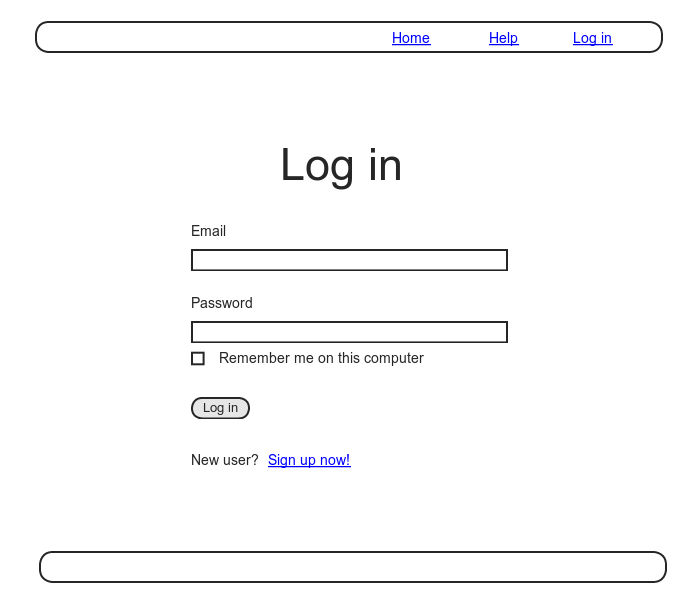 Home Help Log in
Log in
Email
Password
Remember me on this computer
Log in
New user? Sign up now!